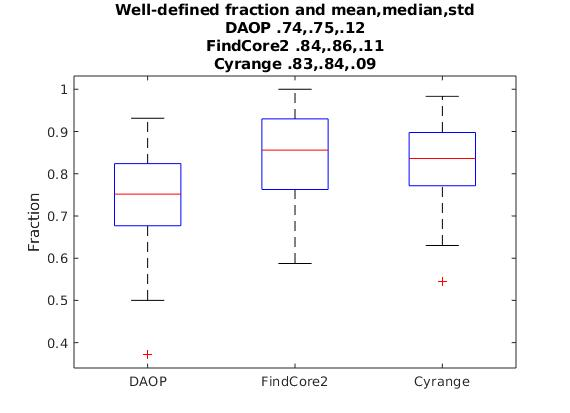 Well-defined fraction and mean,median,std
DAOP .74,.75,.12
FindCore2 .84,.86,.11
Cyrange .83,.84,.09
1
0.9
0.8
0.7
0.6
0.5
0.4
Fraction
DAOP FindCore2 Cyrange